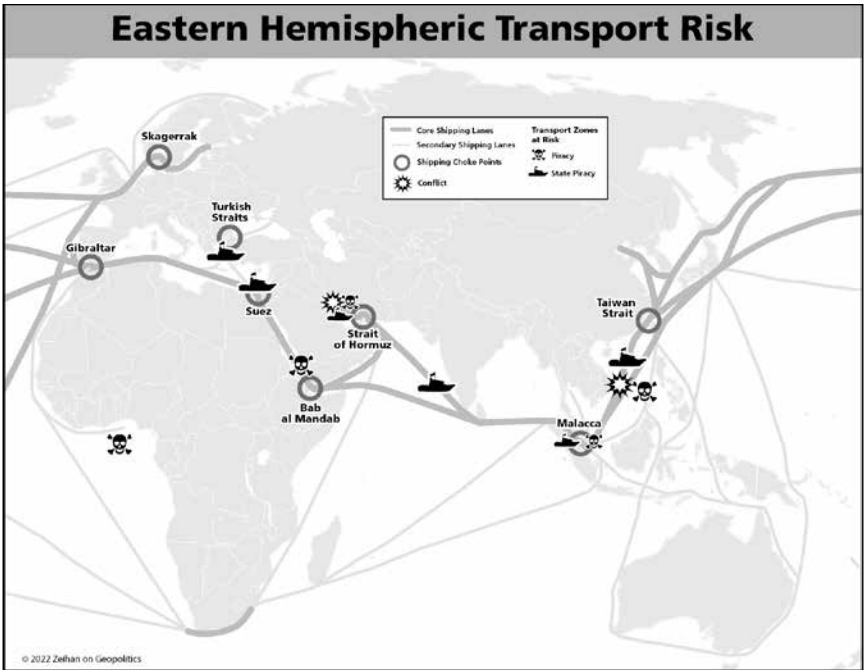 Eastern Hemispheric Transport Risk
Core Shipping Lanes
Secondary Shipping Lanes
Shipping Choke Points
Conflict
Transport Zones
at Risk
Piracy
State Piracy
Skagerrak
Turkish
Straits
Gibraltar
Suez
Strait
of Hormuz
Taiwan
Strait
Bab
al Mandab
Malacca
© 2022 Zeihan on Geopolitics